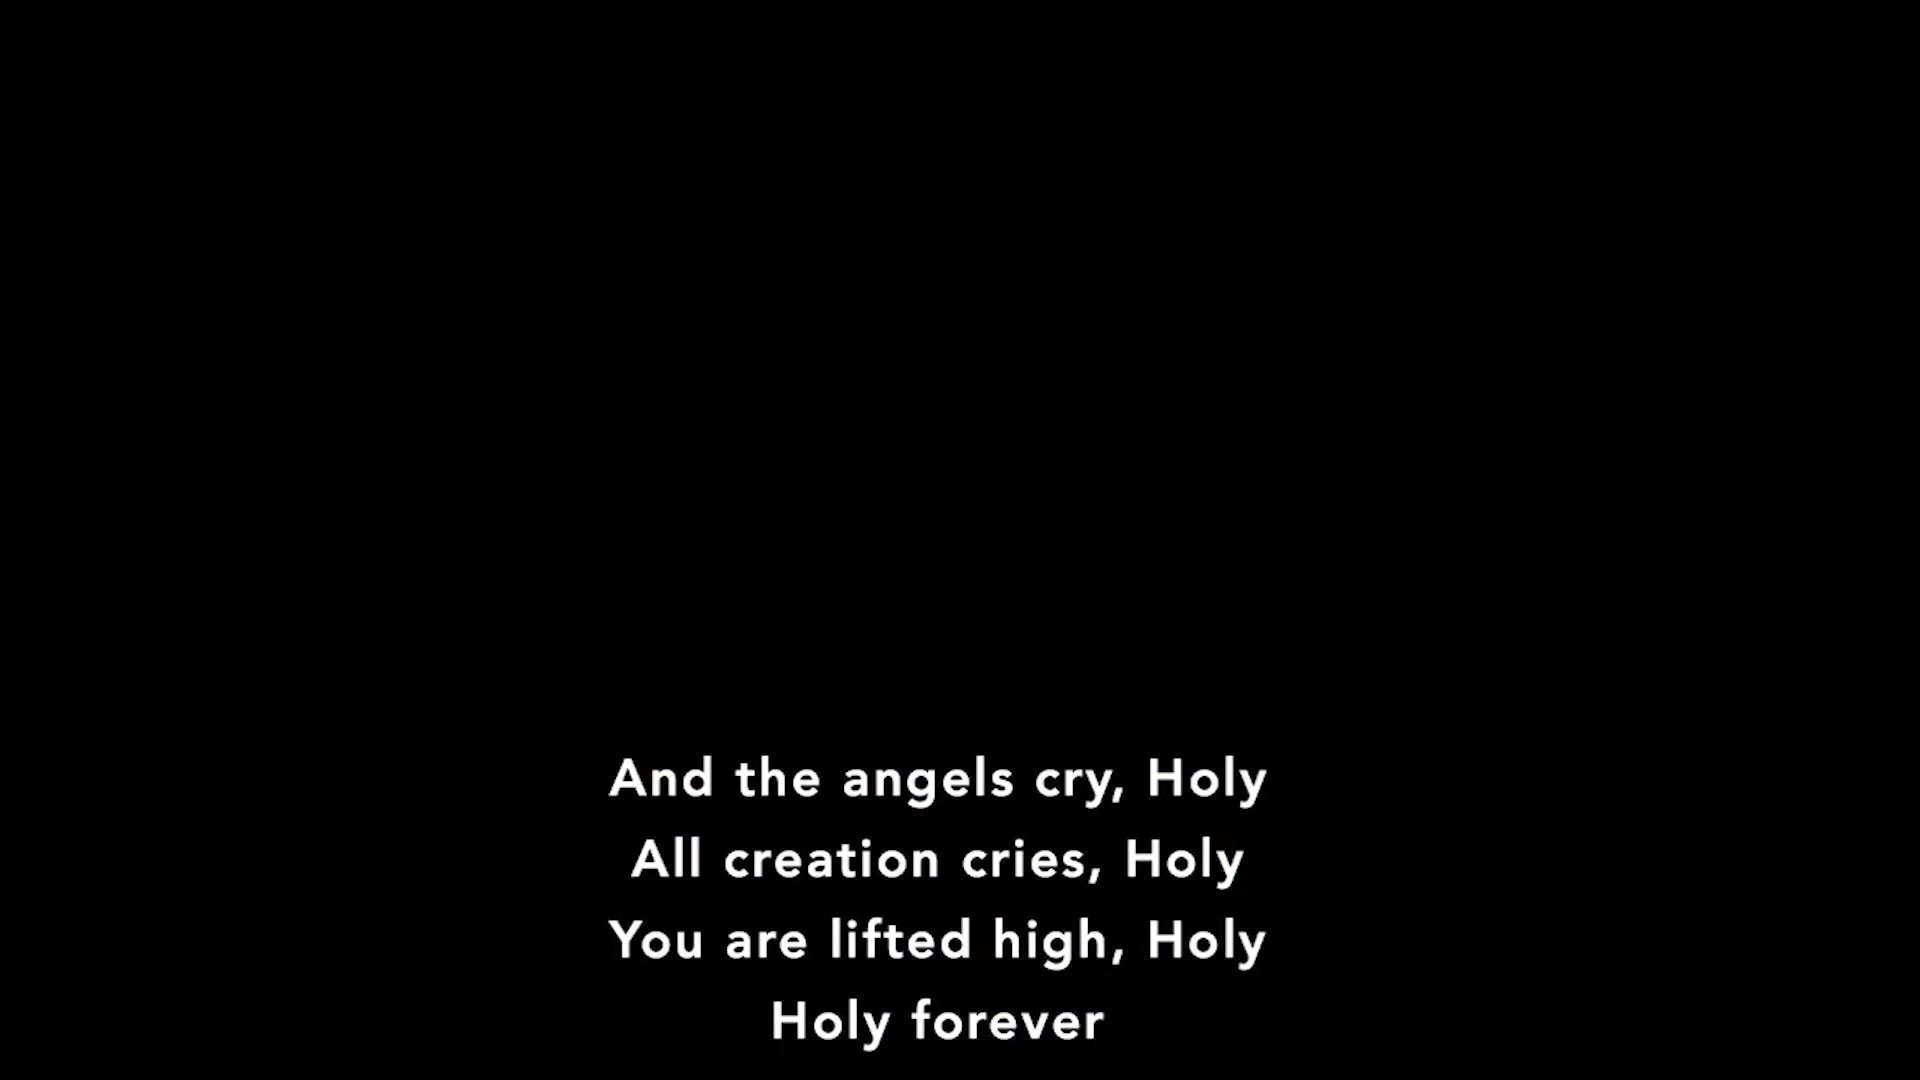 And the angels cry, Holy
All creation cries, Holy
You are lifted high, Holy
Holy forever